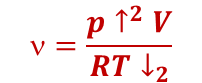 ν = p ↑² V / RT ↓₂